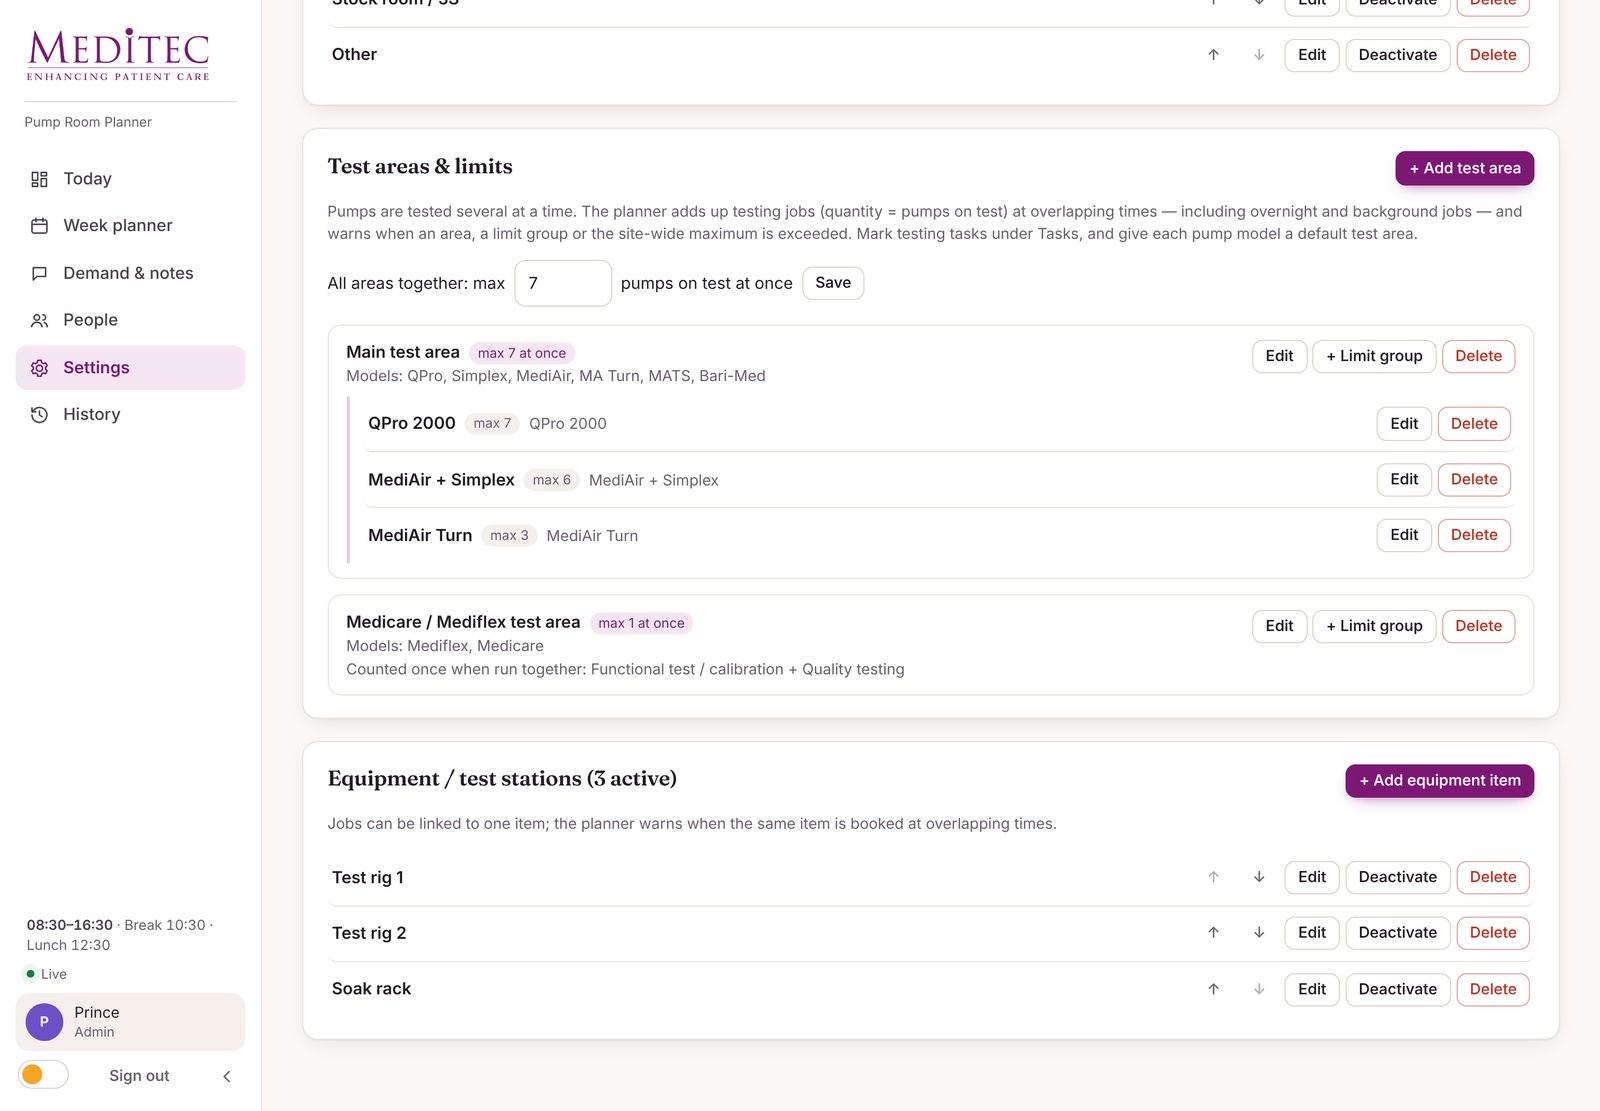 MEDITEC
ENHANCING PATIENT CARE
Pump Room Planner
Today
Week planner
Demand & notes
People
Settings
History
08:30–16:30 · Break 10:30 ·
Lunch 12:30
Live
P
Prince
Admin
Sign out
Stock room / 5S
Edit Deactivate Delete
Other
Edit Deactivate Delete
Test areas & limits
+ Add test area
Pumps are tested several at a time. The planner adds up testing jobs (quantity = pumps on test) at overlapping times — including overnight and background jobs — and
warns when an area, a limit group or the site-wide maximum is exceeded. Mark testing tasks under Tasks, and give each pump model a default test area.
All areas together: max 7 pumps on test at once Save
Main test area max 7 at once
Edit + Limit group Delete
Models: QPro, Simplex, MediAir, MA Turn, MATS, Bari-Med
QPro 2000 max 7 QPro 2000 Edit Delete
MediAir + Simplex max 6 MediAir + Simplex Edit Delete
MediAir Turn max 3 MediAir Turn Edit Delete
Medicare / Mediflex test area max 1 at once
Edit + Limit group Delete
Models: Mediflex, Medicare
Counted once when run together: Functional test / calibration + Quality testing
Equipment / test stations (3 active)
+ Add equipment item
Jobs can be linked to one item; the planner warns when the same item is booked at overlapping times.
Test rig 1 ↑ ↓ Edit Deactivate Delete
Test rig 2 ↑ ↓ Edit Deactivate Delete
Soak rack ↑ ↓ Edit Deactivate Delete